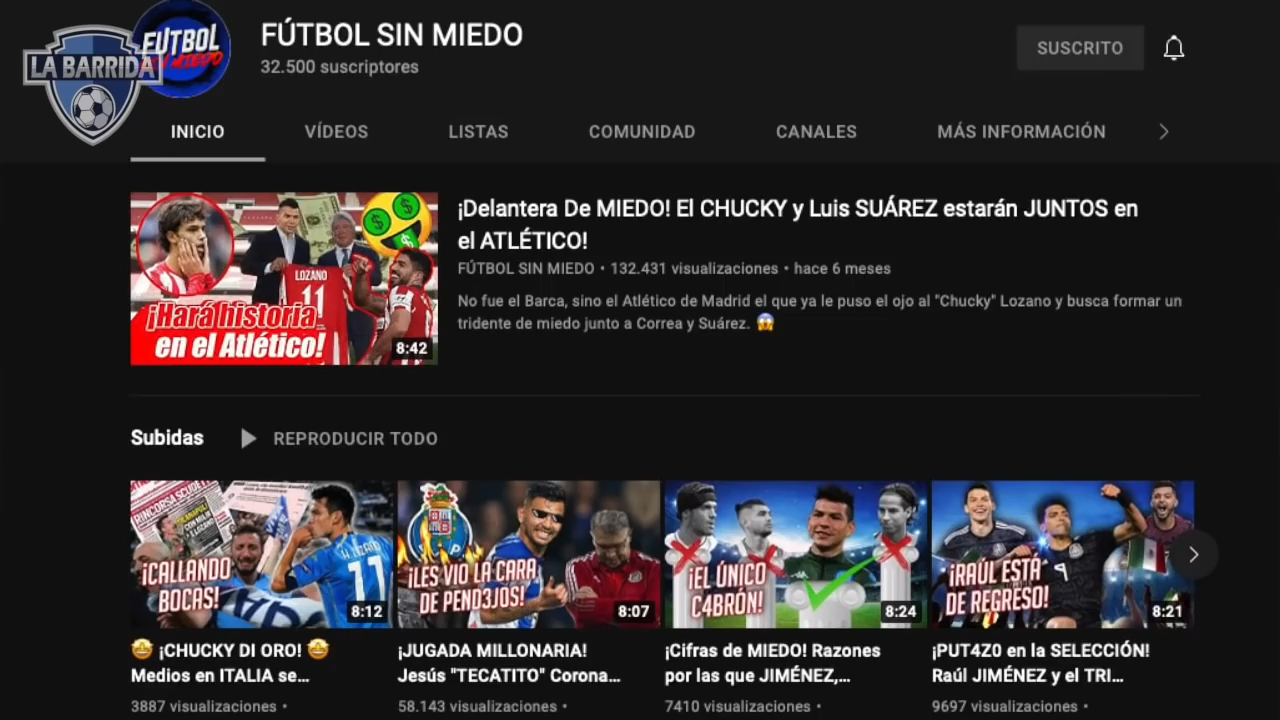 LA BARRIDA
FÚTBOL
SIN MIEDO
FÚTBOL SIN MIEDO
32.500 suscriptores
SUSCRITO
INICIO
VÍDEOS
LISTAS
COMUNIDAD
CANALES
MÁS INFORMACIÓN
LOZANO
11
¡Hará historia
en el Atlético!
8:42
¡Delantera De MIEDO! El CHUCKY y Luis SUÁREZ estarán JUNTOS en
el ATLÉTICO!
FÚTBOL SIN MIEDO • 132.431 visualizaciones • hace 6 meses
No fue el Barca, sino el Atlético de Madrid el que ya le puso el ojo al "Chucky" Lozano y busca formar un
tridente de miedo junto a Correa y Suárez. 😱
Subidas
REPRODUCIR TODO
RINCORSA SCUDETT
H. LOZANO
11
¡CALLANDO
BOCAS!
8:12
¡LES VIO LA CARA
DE PEND3JOS!
8:07
¡EL ÚNICO
C4BRÓN!
8:24
9
¡RAÚL ESTÁ
DE REGRESO!
8:21
🤩 ¡CHUCKY DI ORO! 🤩
Medios en ITALIA se...
3887 visualizaciones •
¡JUGADA MILLONARIA!
Jesús "TECATITO" Corona...
58.143 visualizaciones •
¡Cifras de MIEDO! Razones
por las que JIMÉNEZ,...
7410 visualizaciones •
¡PUT4Z0 en la SELECCIÓN!
Raúl JIMÉNEZ y el TRI...
9697 visualizaciones •